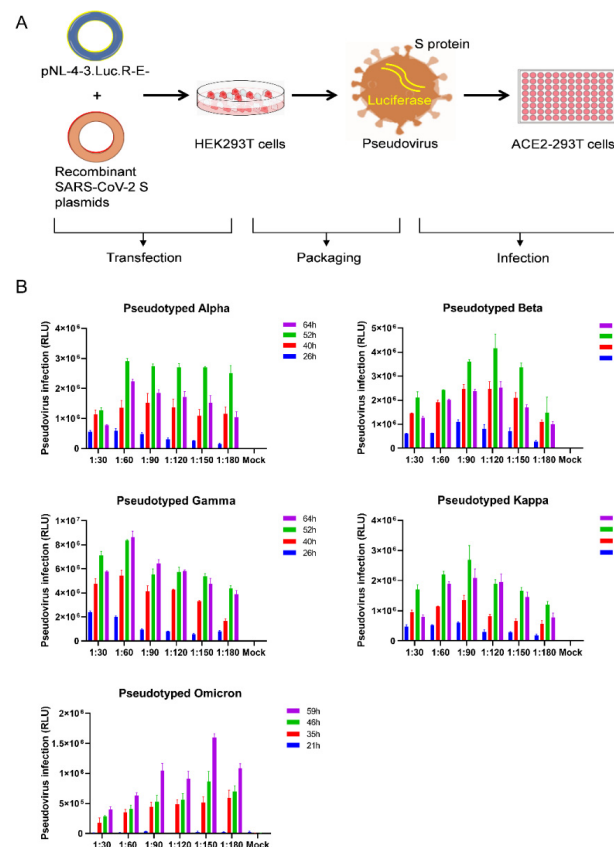 A
pNL-4-3.Luc.R-E-
+
Recombinant
SARS-CoV-2 S
plasmids
HEK293T cells
S protein
Luciferase
Pseudovirus
ACE2-293T cells
Transfection
Packaging
Infection
B
Pseudotyped Alpha
Pseudovirus infection (RLU)
4×10⁶
3×10⁶
2×10⁶
1×10⁶
0
1:30 1:60 1:90 1:120 1:150 1:180 Mock
64h
52h
40h
26h
Pseudotyped Beta
Pseudovirus infection (RLU)
5×10⁶
4×10⁶
3×10⁶
2×10⁶
1×10⁶
0
1:30 1:60 1:90 1:120 1:150 1:180 Mock
Pseudotyped Gamma
Pseudovirus infection (RLU)
1×10⁷
8×10⁶
6×10⁶
4×10⁶
2×10⁶
0
1:30 1:60 1:90 1:120 1:150 1:180 Mock
64h
52h
40h
26h
Pseudotyped Kappa
Pseudovirus infection (RLU)
4×10⁶
3×10⁶
2×10⁶
1×10⁶
0
1:30 1:60 1:90 1:120 1:150 1:180 Mock
Pseudotyped Omicron
Pseudovirus infection (RLU)
2×10⁶
1.5×10⁶
1×10⁶
5×10⁵
0
1:30 1:60 1:90 1:120 1:150 1:180 Mock
59h
46h
35h
21h